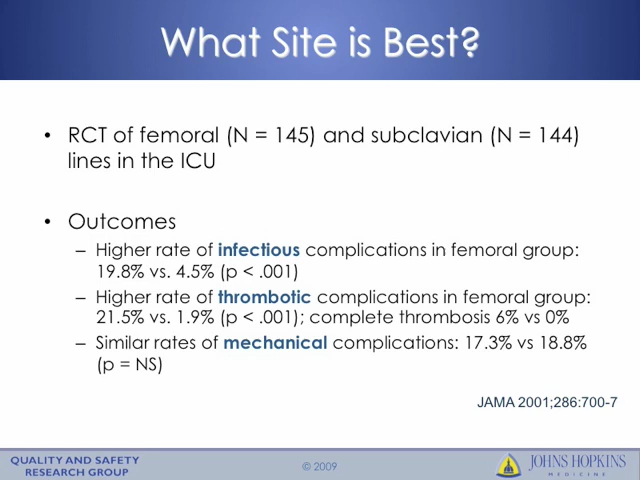 What Site is Best?
• RCT of femoral (N = 145) and subclavian (N = 144)
lines in the ICU
• Outcomes
– Higher rate of infectious complications in femoral group:
19.8% vs. 4.5% (p < .001)
– Higher rate of thrombotic complications in femoral group:
21.5% vs. 1.9% (p < .001); complete thrombosis 6% vs 0%
– Similar rates of mechanical complications: 17.3% vs 18.8%
(p = NS)
JAMA 2001;286:700-7
QUALITY AND SAFETY
RESEARCH GROUP
© 2009
JOHNS HOPKINS
MEDICINE